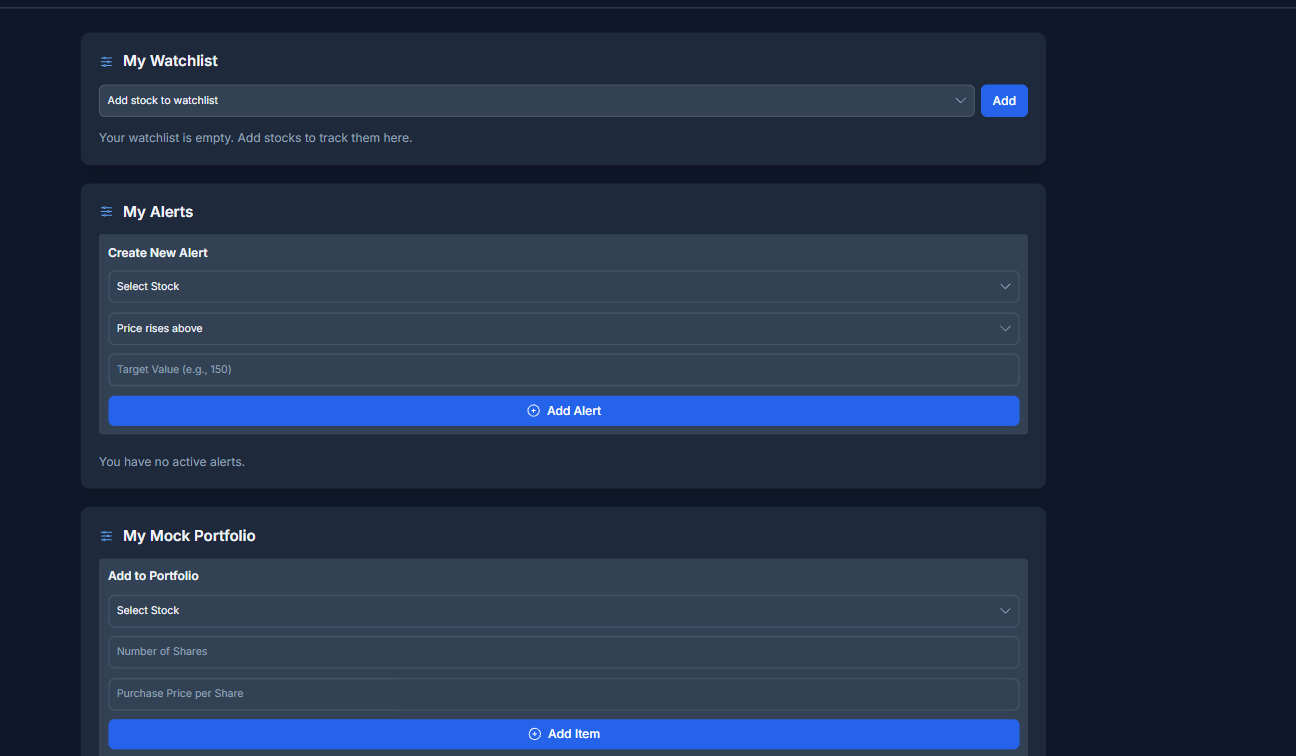 My Watchlist
Add stock to watchlist
Add
Your watchlist is empty. Add stocks to track them here.
My Alerts
Create New Alert
Select Stock
Price rises above
Target Value (e.g., 150)
Add Alert
You have no active alerts.
My Mock Portfolio
Add to Portfolio
Select Stock
Number of Shares
Purchase Price per Share
Add Item